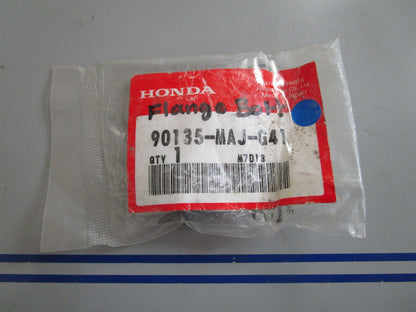 HONDA
Flange Bolt
90135-MAJ-G41
QTY 1 M7D13